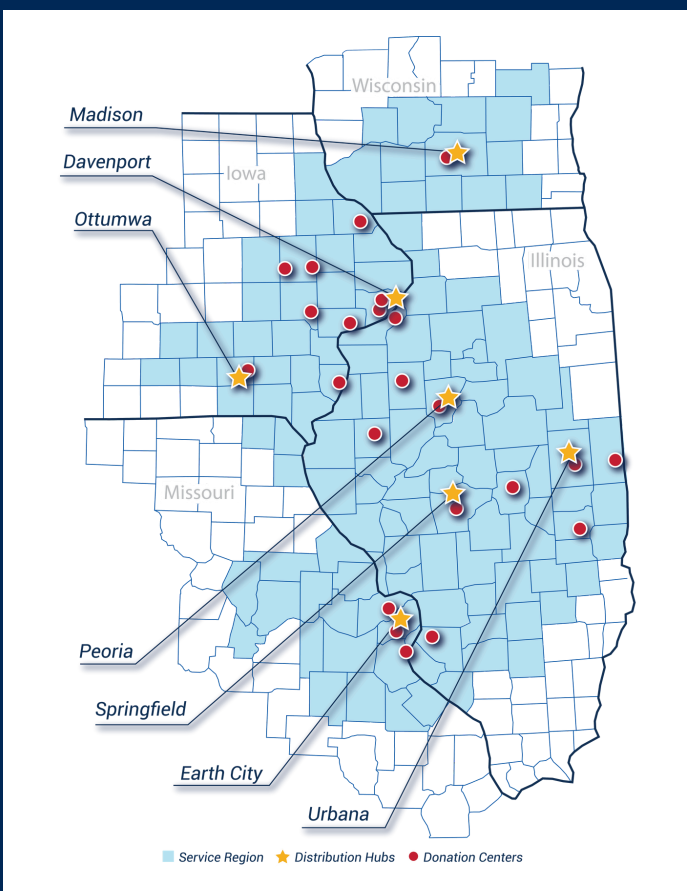 Wisconsin
Madison
Davenport
Iowa
Ottumwa
Illinois
Missouri
Peoria
Springfield
Earth City
Urbana
Service Region Distribution Hubs Donation Centers